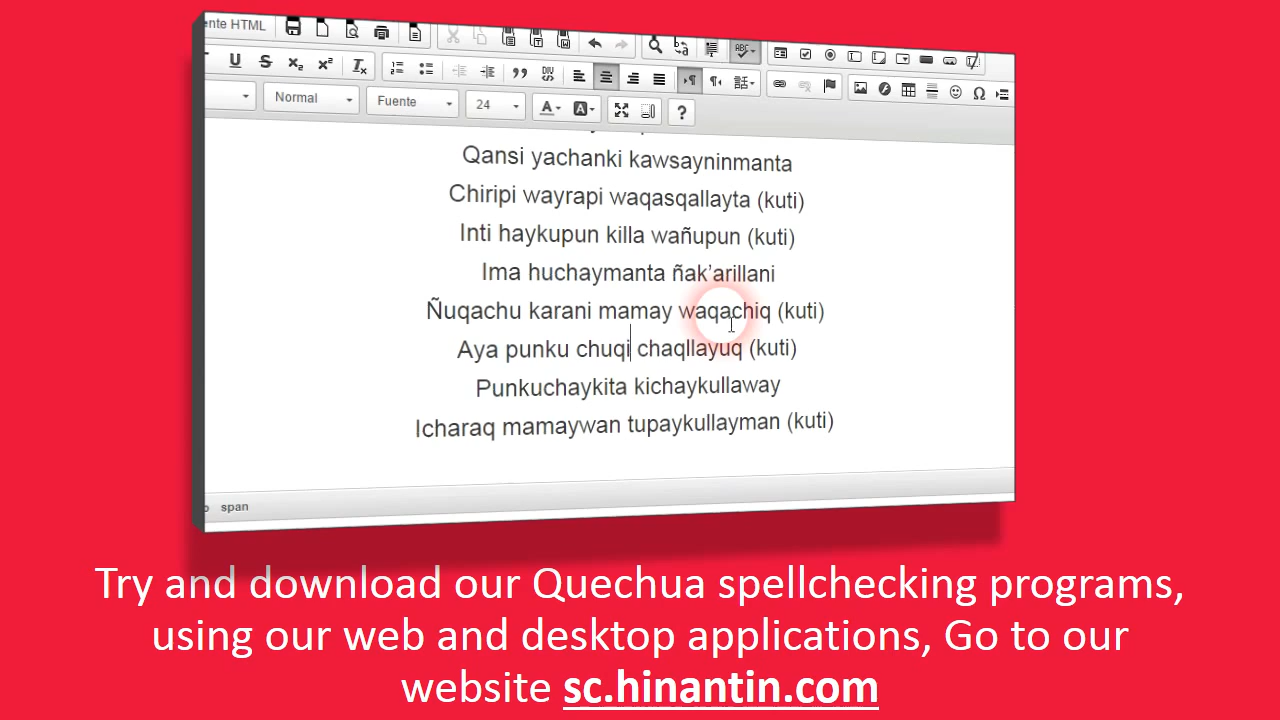 ente HTML
Normal Fuente 24
Qansi yachanki kawsayninmanta
Chiripi wayrapi waqasqallayta (kuti)
Inti haykupun killa wañupun (kuti)
Ima huchaymanta ñak'arillani
Ñuqachu karani mamay waqachiq (kuti)
Aya punku chuqi chaqllayuq (kuti)
Punkuchaykita kichaykullaway
Icharaq mamaywan tupaykullayman (kuti)
span
Try and download our Quechua spellchecking programs,
using our web and desktop applications, Go to our
website sc.hinantin.com